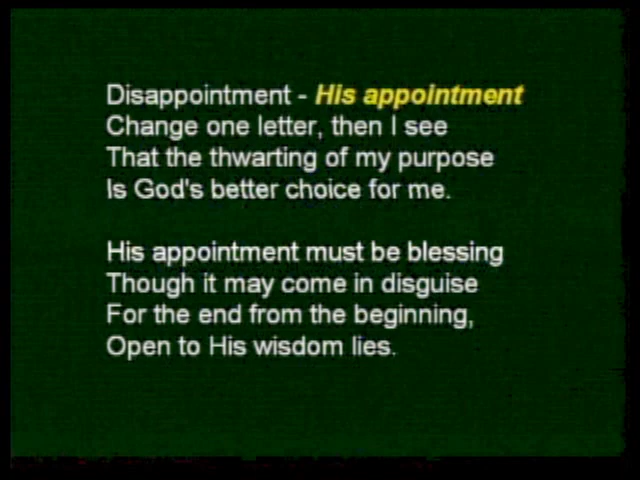 Disappointment - His appointment
Change one letter, then I see
That the thwarting of my purpose
Is God's better choice for me.
His appointment must be blessing
Though it may come in disguise
For the end from the beginning,
Open to His wisdom lies.